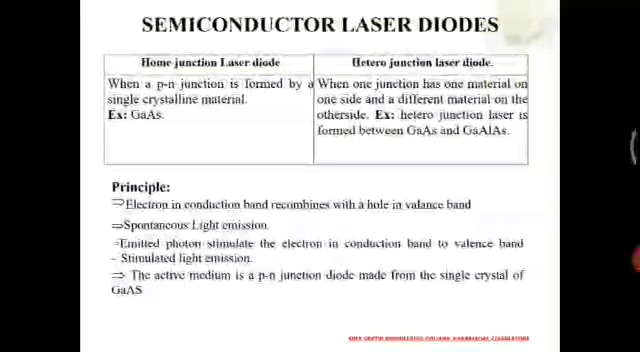 SEMICONDUCTOR LASER DIODES
Home junction Laser diode
Hetero junction laser diode.
When a p-n junction is formed by a
single crystalline material.
Ex: GaAs.
When one junction has one material on
one side and a different material on the
otherside. Ex: hetero junction laser is
formed between GaAs and GaAlAs.
Principle:
⇒Electron in conduction band recombines with a hole in valance band
⇒Spontaneous Light emission.
⇒Emitted photon stimulate the electron in conduction band to valence band
– Stimulated light emission.
⇒ The active medium is a p-n junction diode made from the single crystal of
GaAS